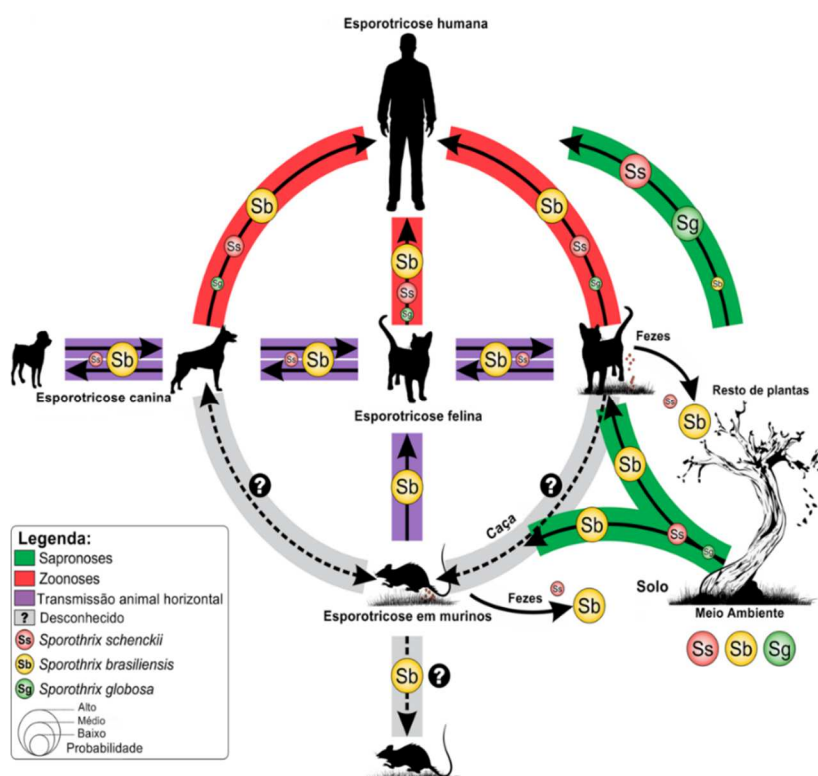 Esporotricose humana
Ss
Sb
Sb
Sg
Sb
Ss
Ss
Ss
Sg
Sg
Sg
Sb
Fezes
Ss Sb
Ss Sb
Sb Ss
Resto de plantas
Esporotricose canina
Ss
Sb
Esporotricose felina
Sb
?
Sb
?
Caça
Sb
Ss
Sg
Legenda:
Sapronoses
Zoonoses
Transmissão animal horizontal
? Desconhecido
Ss Sporothrix schenckii
Sb Sporothrix brasiliensis
Sg Sporothrix globosa
Alto
Médio
Baixo
Probabilidade
Solo
Meio Ambiente
Ss Sb Sg
Esporotricose em murinos
Fezes
Ss
Sb
Sb ?